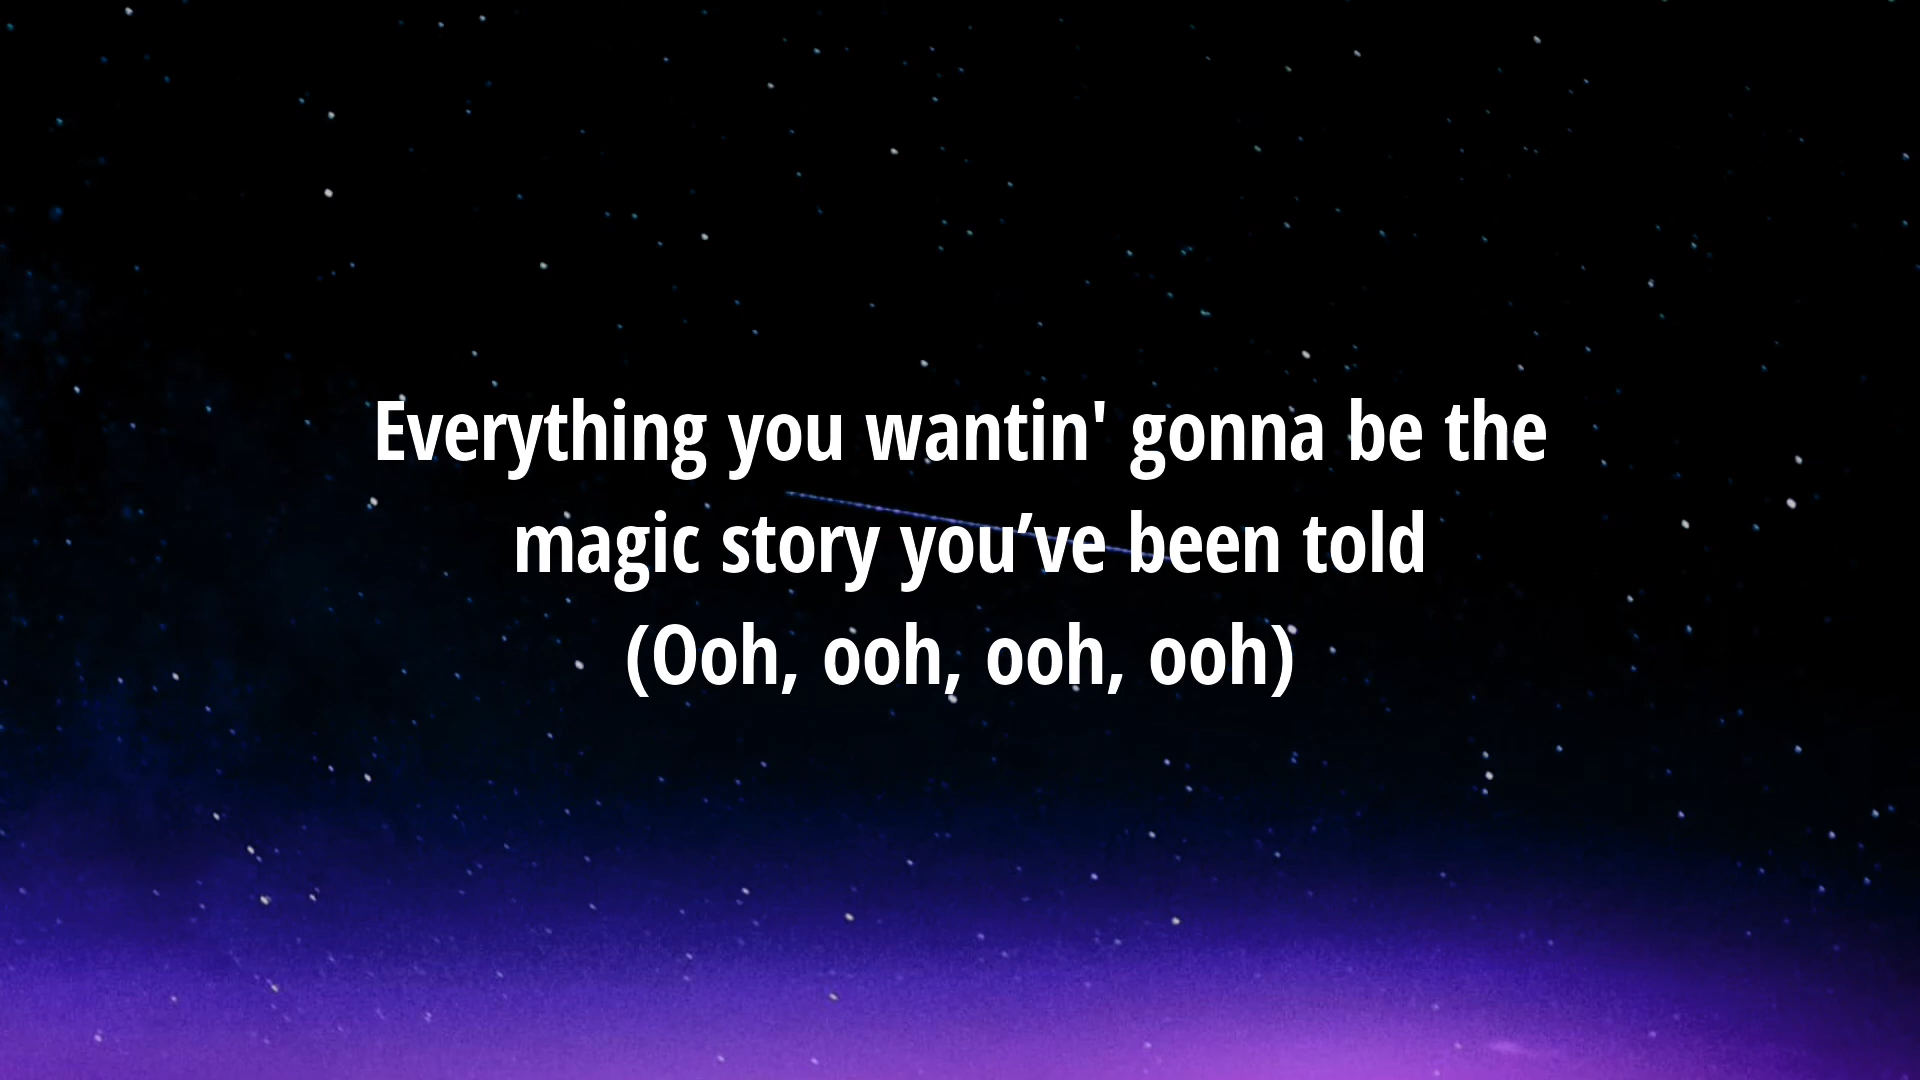 Everything you wantin' gonna be the
magic story you’ve been told
(Ooh, ooh, ooh, ooh)